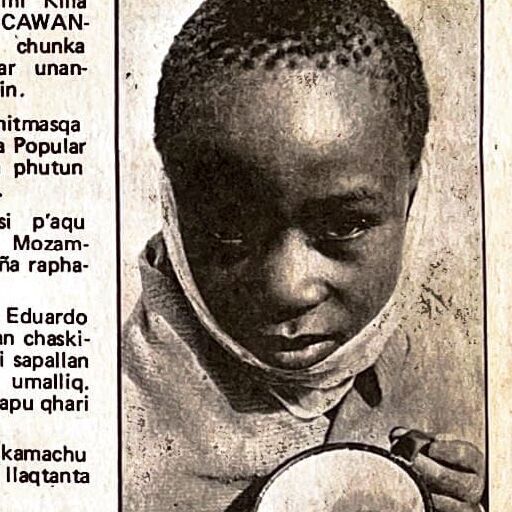 Kina
CAWAN-
chunka
ar unan-
in.
nitmasqa
a Popular
phutun
si p'aqu
Mozam-
ña rapha-
Eduardo
an chaski-
i sapallan
umalliq.
apu qhari
kamachu
llaqtanta